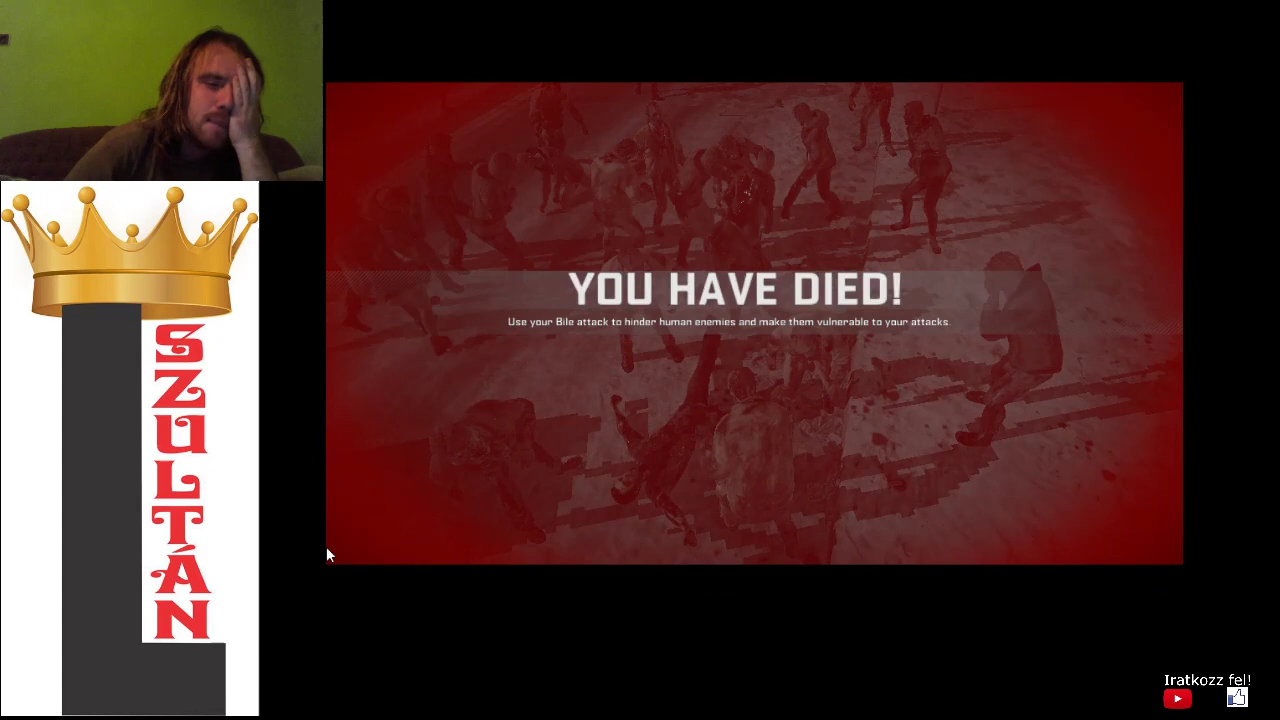 SZULTÁN
YOU HAVE DIED!
Use your Bile attack to hinder human enemies and make them vulnerable to your attacks.
Iratkozz fel!